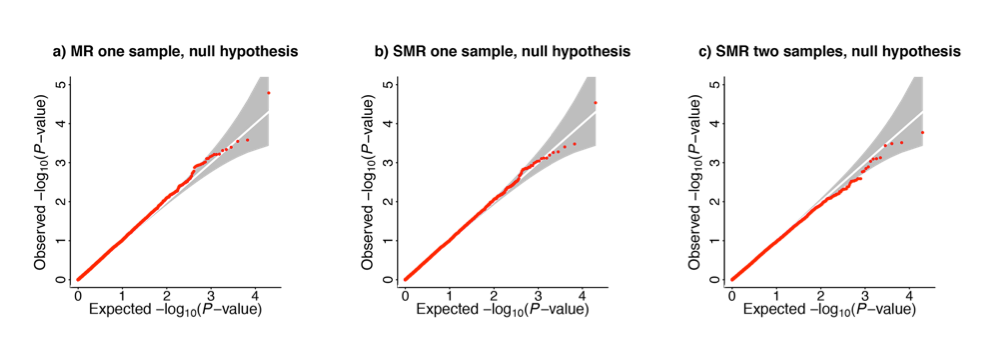 a) MR one sample, null hypothesis
Observed −log10(P−value)
5
4
3
2
1
0
0 1 2 3 4
Expected −log10(P−value)
b) SMR one sample, null hypothesis
Observed −log10(P−value)
5
4
3
2
1
0
0 1 2 3 4
Expected −log10(P−value)
c) SMR two samples, null hypothesis
Observed −log10(P−value)
5
4
3
2
1
0
0 1 2 3 4
Expected −log10(P−value)